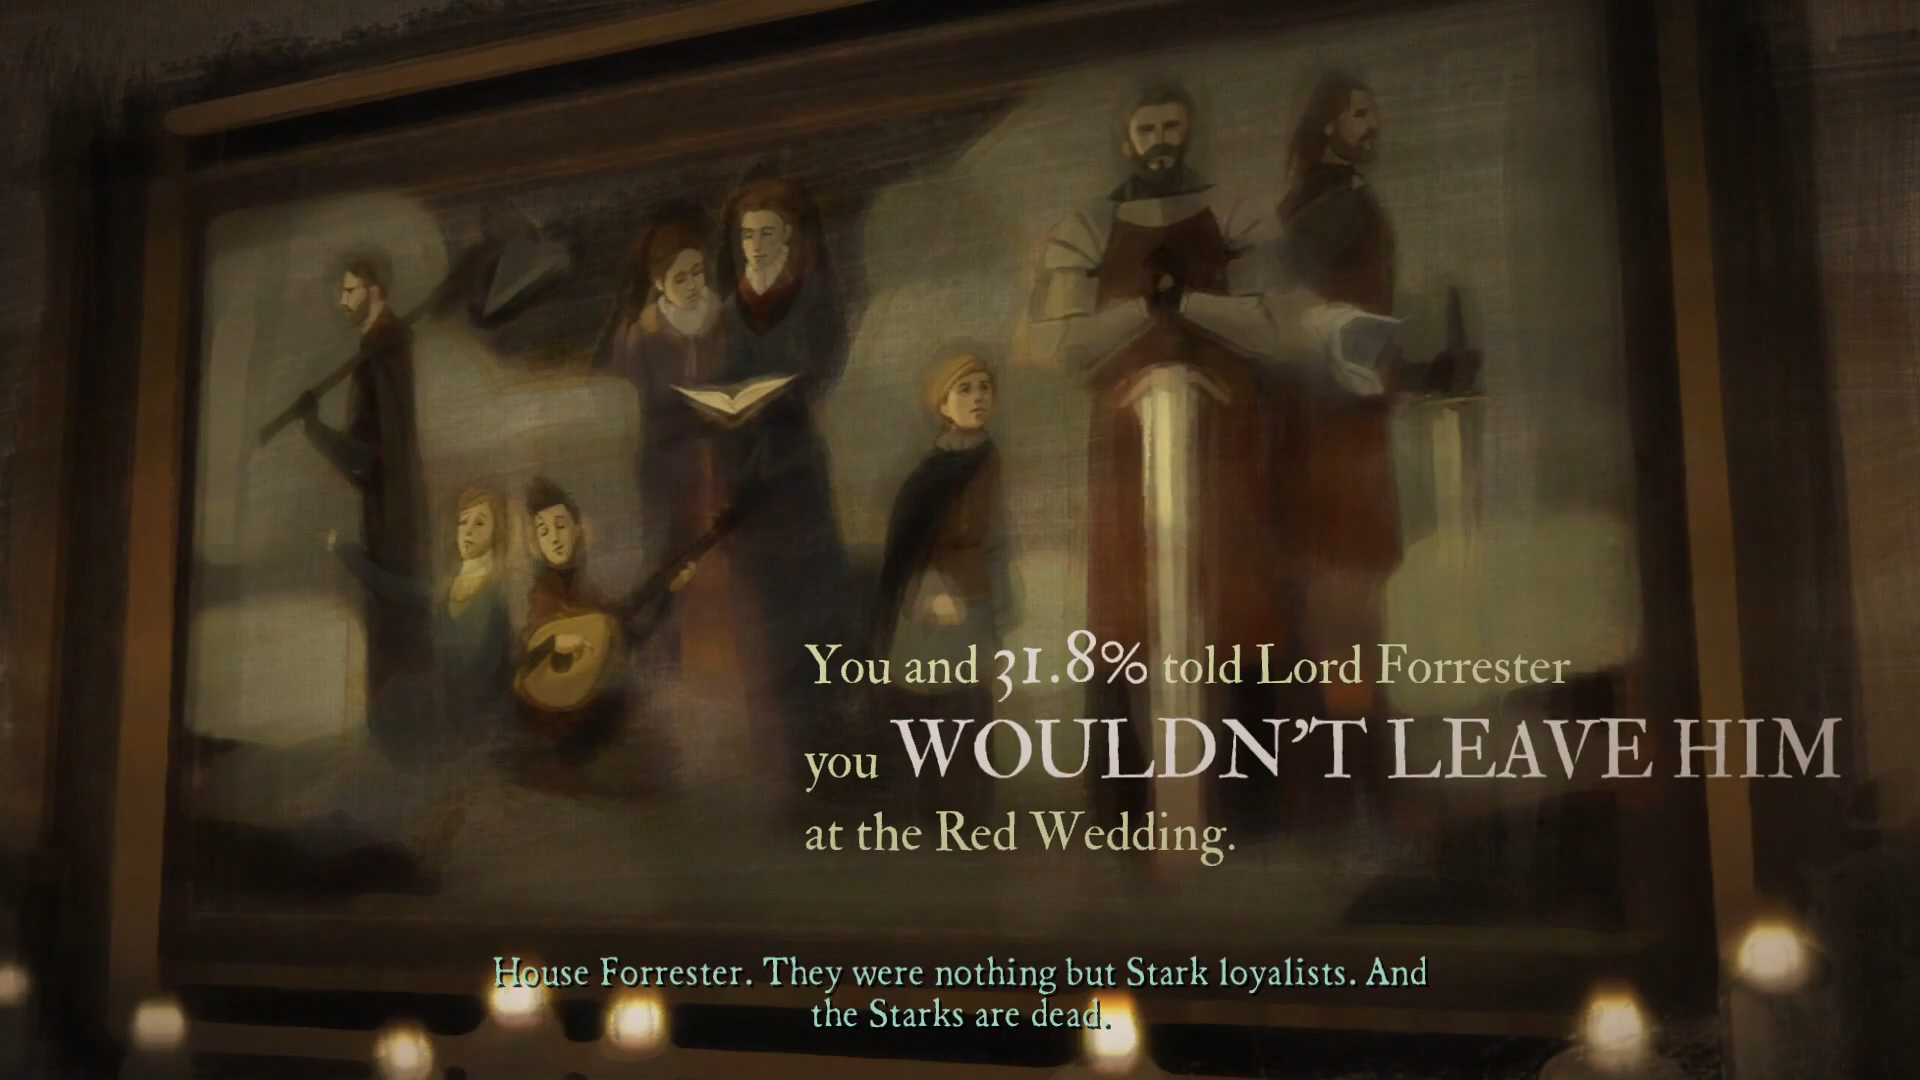 You and 31.8% told Lord Forrester
you WOULDN'T LEAVE HIM
at the Red Wedding.
House Forrester. They were nothing but Stark loyalists. And
the Starks are dead.